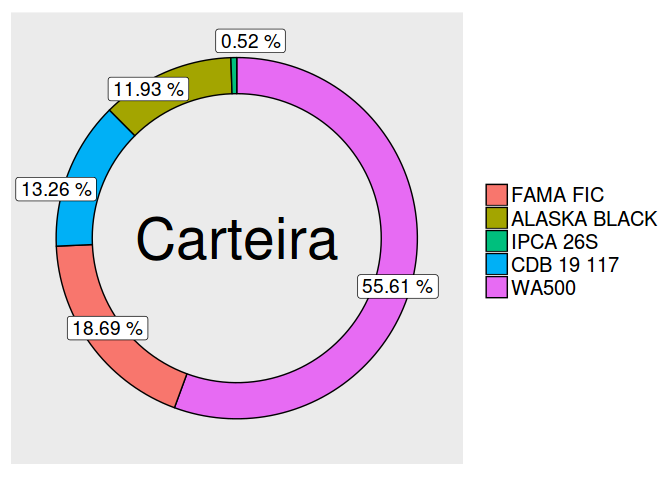 0.52 %
11.93 %
13.26 %
Carteira
55.61 %
18.69 %
FAMA FIC
ALASKA BLACK
IPCA 26S
CDB 19 117
WA500